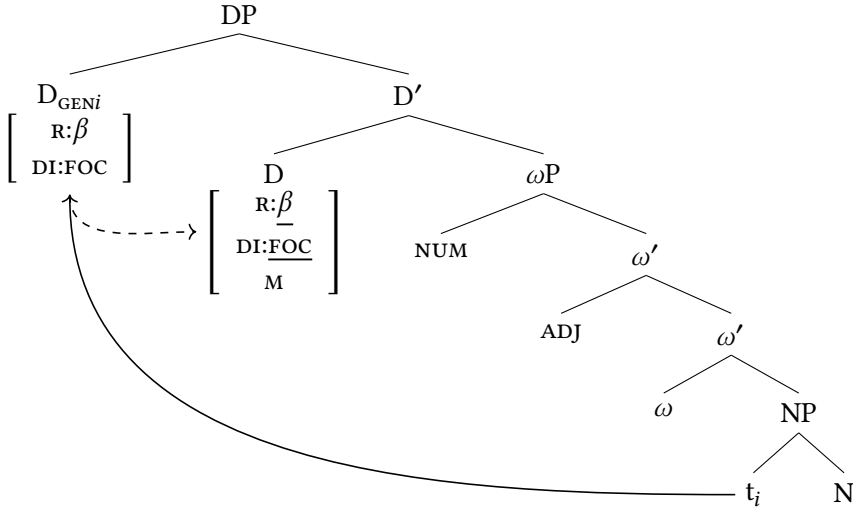 DP
D_GENi D′
R:β
DI:FOC
D ωP
R:β
DI:FOC
M
NUM ω′
ADJ ω′
ω NP
t_i N